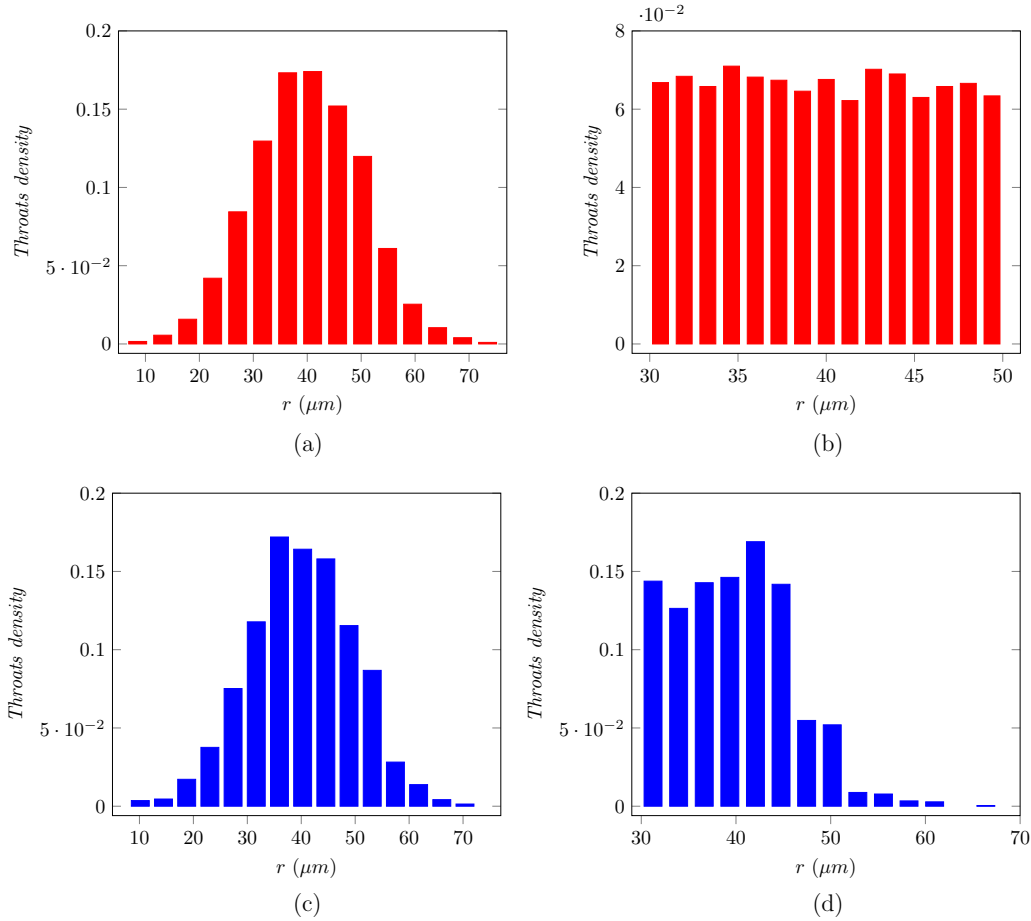 ·10−2
0.2
0.15
0.1
5 · 10−2
0
Throats density
10 20 30 40 50 60 70
r (μm)
(a)
8
6
4
2
0
Throats density
30 35 40 45 50
r (μm)
(b)
0.2
0.15
0.1
5 · 10−2
0
Throats density
10 20 30 40 50 60 70
r (μm)
(c)
0.2
0.15
0.1
5 · 10−2
0
Throats density
30 40 50 60 70
r (μm)
(d)